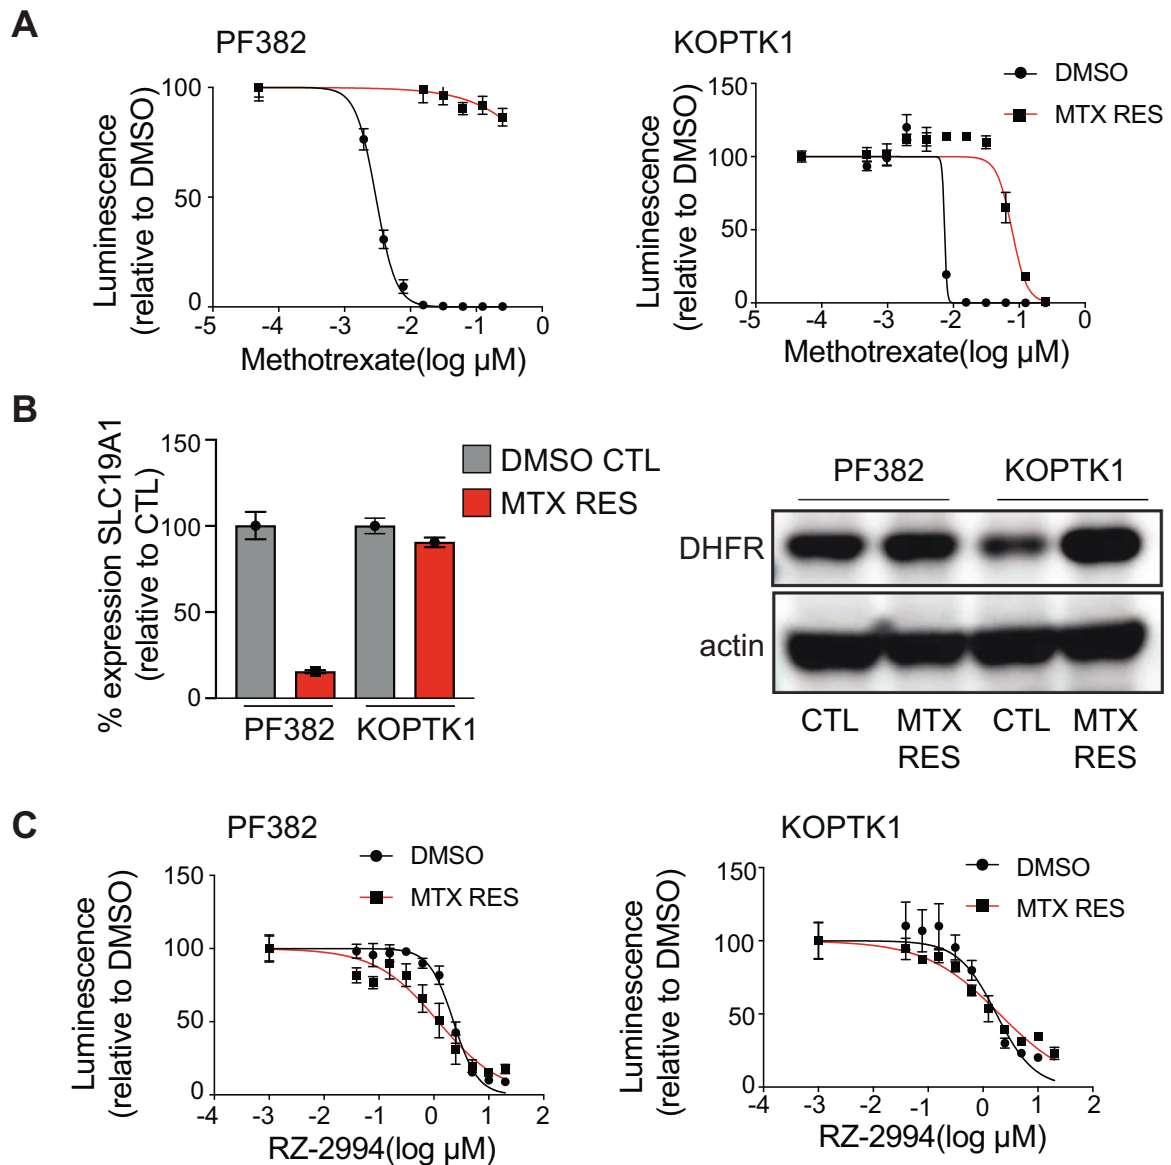 A
PF382
KOPTK1
DMSO
MTX RES
Luminescence
(relative to DMSO)
100
50
0
-5
-4
-3
-2
-1
0
Methotrexate(log µM)
Luminescence
(relative to DMSO)
150
100
50
0
-5
-4
-3
-2
-1
0
Methotrexate(log µM)
B
% expression SLC19A1
(relative to CTL)
150
100
50
0
PF382
KOPTK1
DMSO CTL
MTX RES
PF382
KOPTK1
DHFR
actin
CTL
MTX
RES
CTL
MTX
RES
C
PF382
DMSO
MTX RES
Luminescence
(relative to DMSO)
150
100
50
0
-4
-3
-2
-1
0
1
2
RZ-2994(log µM)
KOPTK1
DMSO
MTX RES
Luminescence
(relative to DMSO)
150
100
50
0
-4
-3
-2
-1
0
1
2
RZ-2994(log µM)